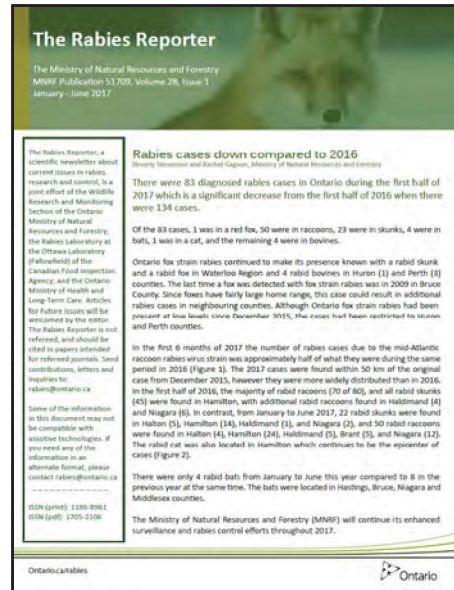 The Rabies Reporter
The Ministry of Natural Resources and Forestry
MNRF Publication 51709, Volume 28, Issue 1
January - June 2017
The Rabies Reporter, a
scientific newsletter about
current issues in rabies
research and control, is a
joint effort of the Wildlife
Research and Monitoring
Section of the Ontario
Ministry of Natural
Resources and Forestry,
the Rabies Laboratory at
the Ottawa Laboratory
(Fallowfield) of the
Canadian Food Inspection
Agency; and the Ontario
Ministry of Health and
Long-Term Care. Articles
for future issues will be
welcomed by the editor.
The Rabies Reporter is not
refereed, and should be
cited in papers intended
for refereed journals. Send
contributions, letters and
inquiries to:
rabies@ontario.ca
Some of the information
in this document may not
be compatible with
assistive technologies. If
you need any of the
information in an
alternate format, please
contact rabies@ontario.ca
ISSN (print): 1186-8961
ISSN (pdf): 1705-2106
Rabies cases down compared to 2016
Beverly Stevenson and Rachel Gagnon, Ministry of Natural Resources and Forestry
There were 83 diagnosed rabies cases in Ontario during the first half of
2017 which is a significant decrease from the first half of 2016 when there
were 134 cases.
Of the 83 cases, 1 was in a red fox, 50 were in raccoons, 23 were in skunks, 4 were in
bats, 1 was in a cat, and the remaining 4 were in bovines.
Ontario fox strain rabies continued to make its presence known with a rabid skunk
and a rabid fox in Waterloo Region and 4 rabid bovines in Huron (1) and Perth (3)
counties. The last time a fox was detected with fox strain rabies was in 2009 in Bruce
County. Since foxes have fairly large home range, this case could result in additional
rabies cases in neighbouring counties. Although Ontario fox strain rabies had been
present at low levels since December 2015, the cases had been restricted to Huron
and Perth counties.
In the first 6 months of 2017 the number of rabies cases due to the mid-Atlantic
raccoon rabies virus strain was approximately half of what they were during the same
period in 2016 (Figure 1). The 2017 cases were found within 50 km of the original
case from December 2015, however they were more widely distributed than in 2016.
In the first half of 2016, the majority of rabid racoons (70 of 80), and all rabid skunks
(45) were found in Hamilton, with additional rabid racoons found in Haldimand (4)
and Niagara (6). In contrast, from January to June 2017, 22 rabid skunks were found
in Halton (5), Hamilton (14), Haldimand (1), and Niagara (2), and 50 rabid racoons
were found in Halton (4), Hamilton (24), Haldimand (5), Brant (5), and Niagara (12).
The rabid cat was also located in Hamilton which continues to be the epicenter of
cases (Figure 2).
There were only 4 rabid bats from January to June this year compared to 8 in the
previous year at the same time. The bats were located in Hastings, Bruce, Niagara and
Middlesex counties.
The Ministry of Natural Resources and Forestry (MNRF) will continue its enhanced
surveillance and rabies control efforts throughout 2017.
Ontario.ca/rabies
Ontario